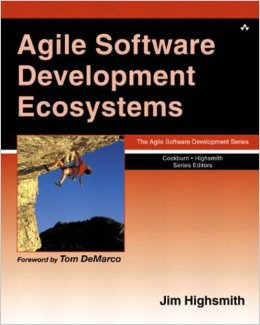 Agile Software
Development
Ecosystems
The Agile Software Development Series
Cockburn • Highsmith
Series Editors
Foreword by Tom DeMarco
Jim Highsmith